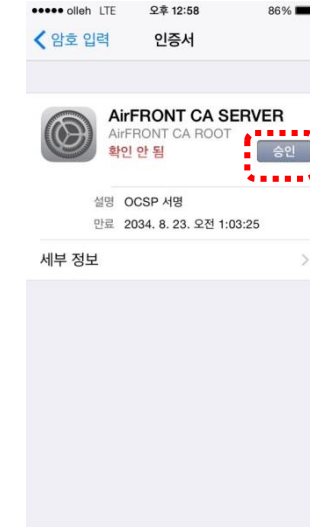 olleh LTE 오후 12:58 86%
암호 입력 인증서
AirFRONT CA SERVER
AirFRONT CA ROOT
확인 안 됨
승인
설명 OCSP 서명
만료 2034. 8. 23. 오전 1:03:25
세부 정보